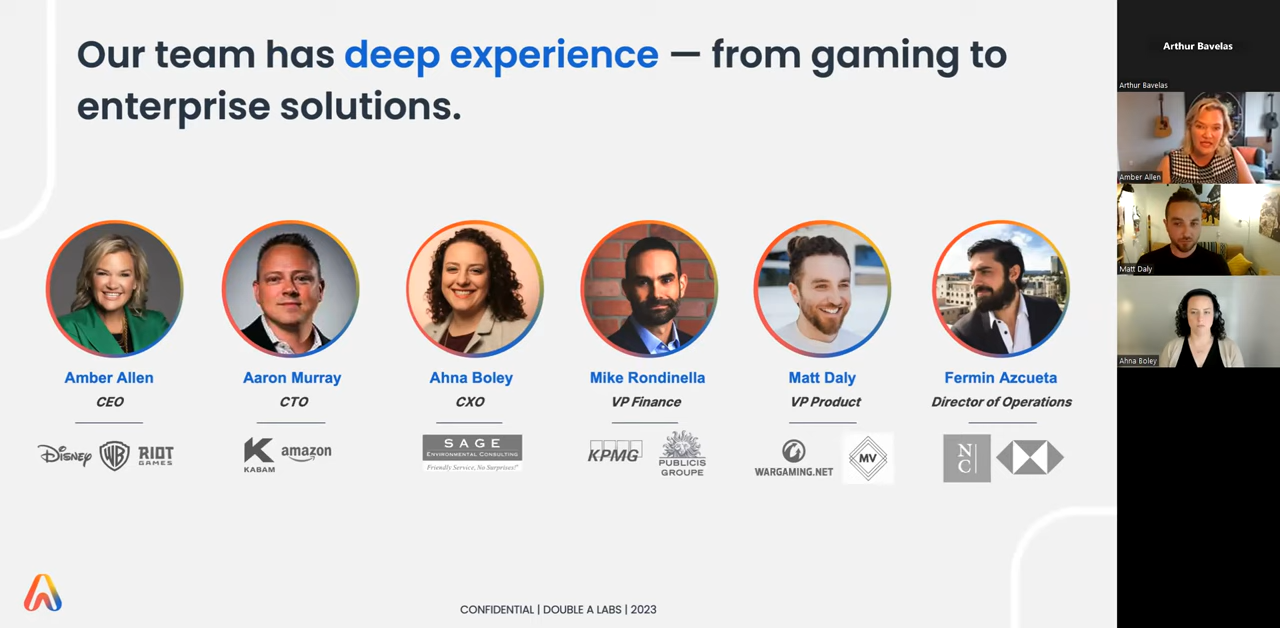 Our team has deep experience — from gaming to
enterprise solutions.
Amber Allen
CEO
DISNEY
WB
RIOT
GAMES
Aaron Murray
CTO
K
KABAM
amazon
Ahna Boley
CXO
SAGE
ENVIRONMENTAL CONSULTING
Friendly Service, No Surprises!®
Mike Rondinella
VP Finance
KPMG
PUBLICIS
GROUPE
Matt Daly
VP Product
WARGAMING.NET
MV
Fermin Azcueta
Director of Operations
N
C
CONFIDENTIAL | DOUBLE A LABS | 2023
Arthur Bavelas
Arthur Bavelas
Amber Allen
Matt Daly
Ahna Boley